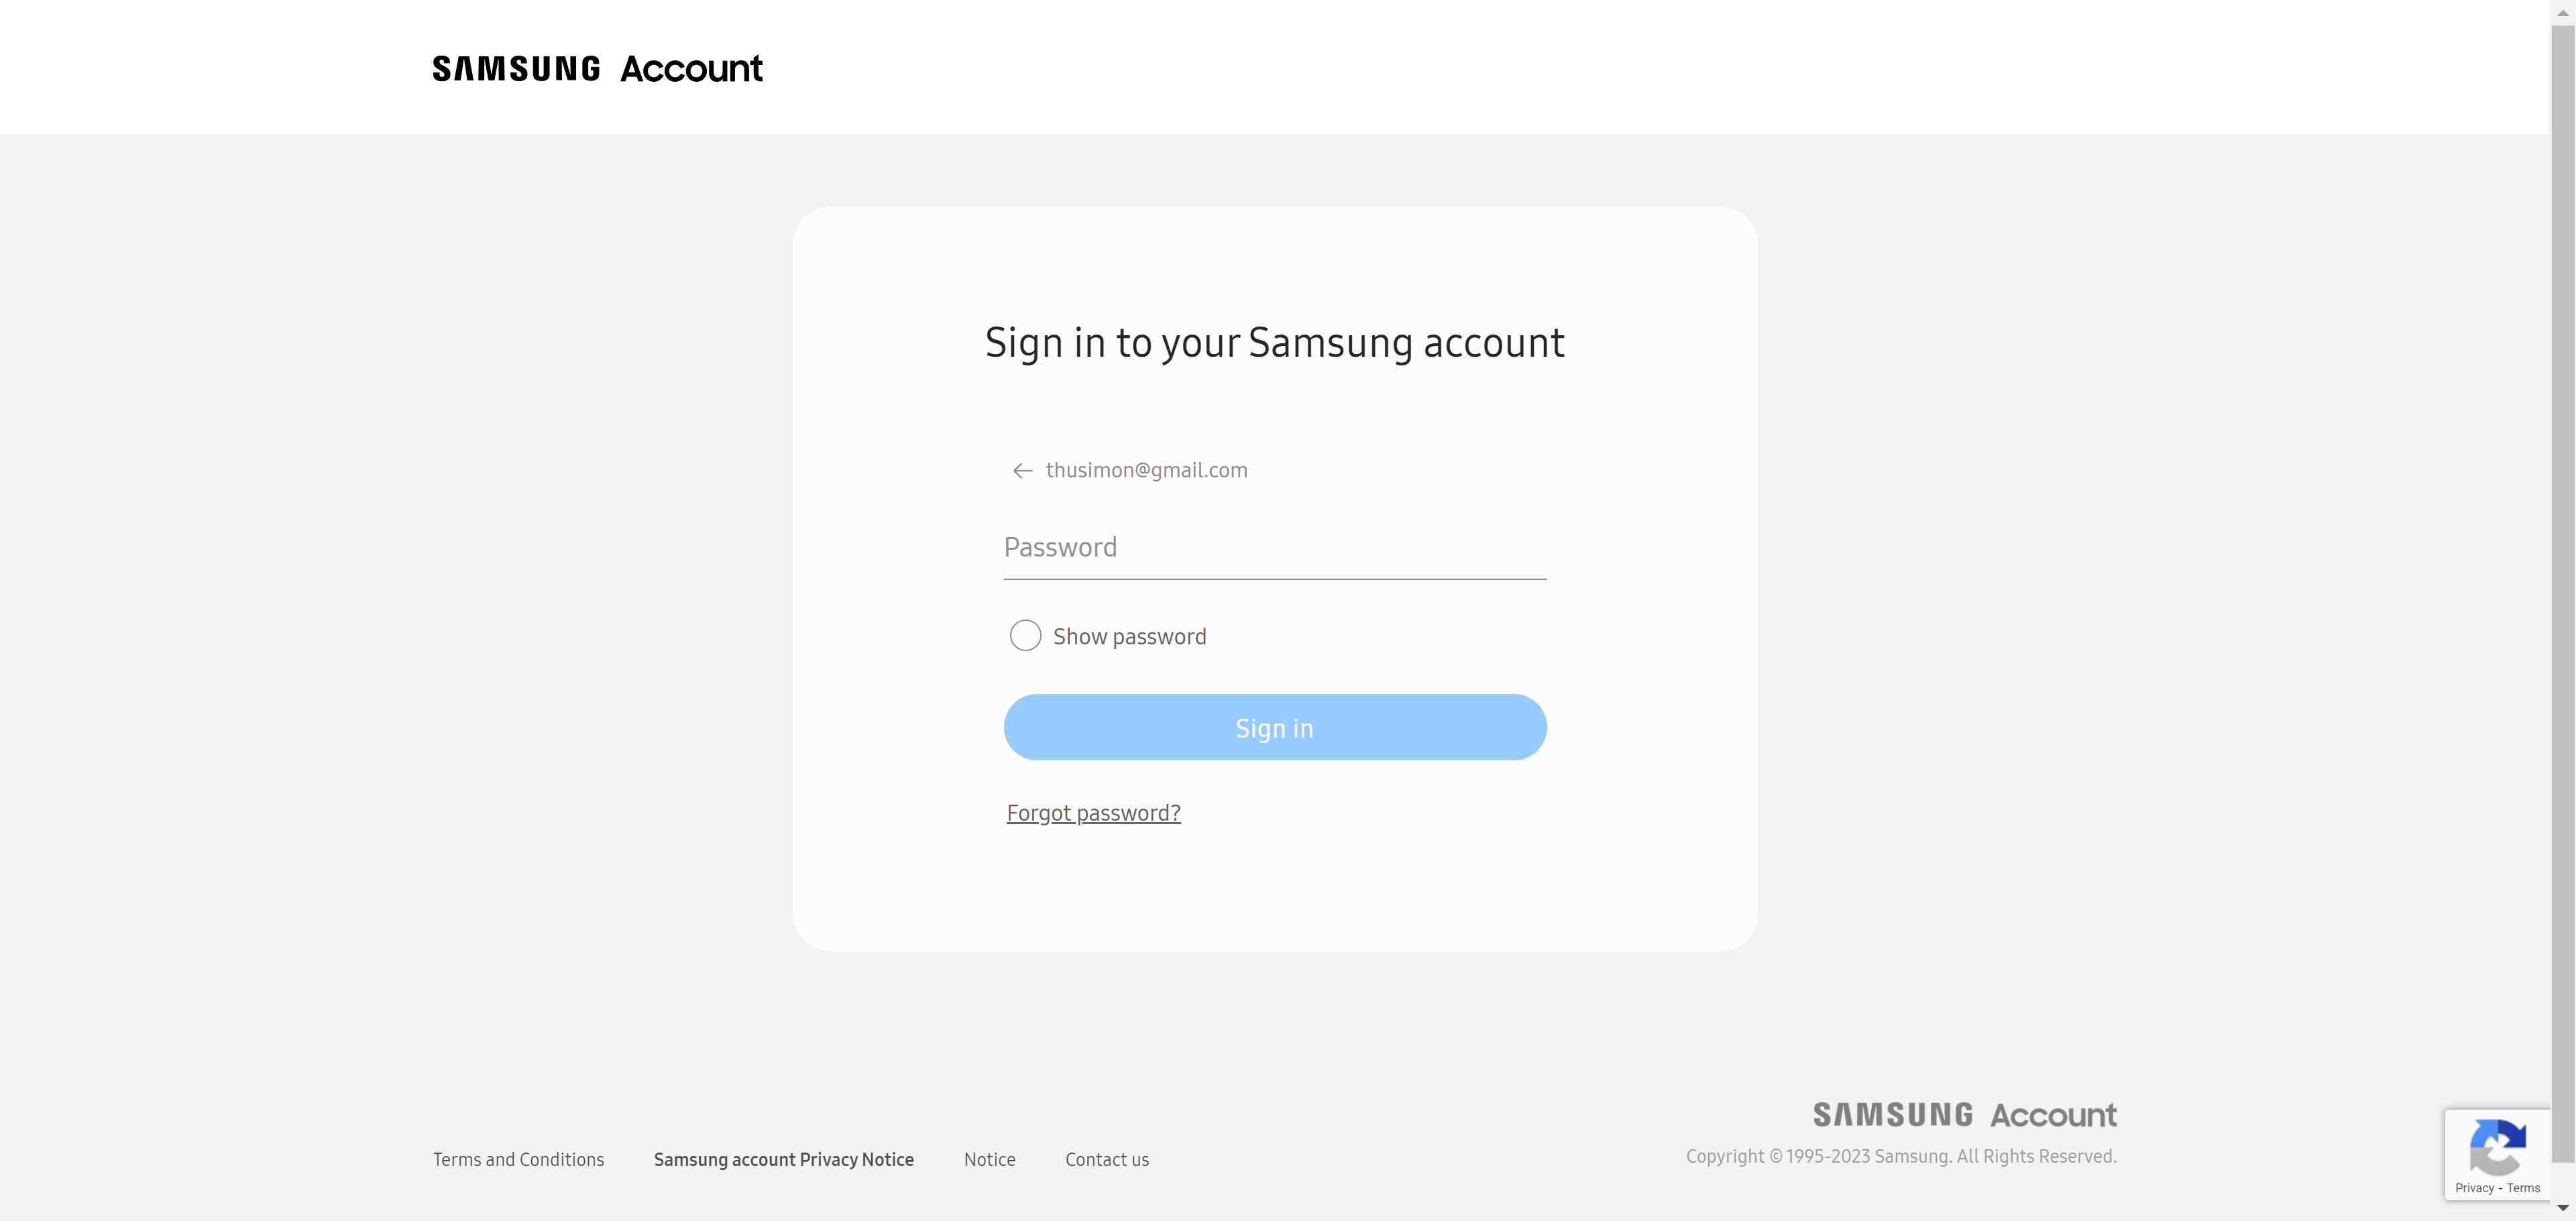 SAMSUNG Account
Sign in to your Samsung account
thusimon@gmail.com
Password
Show password
Sign in
Forgot password?
SAMSUNG Account
Terms and Conditions Samsung account Privacy Notice Notice Contact us
Copyright © 1995-2023 Samsung. All Rights Reserved.
Privacy - Terms